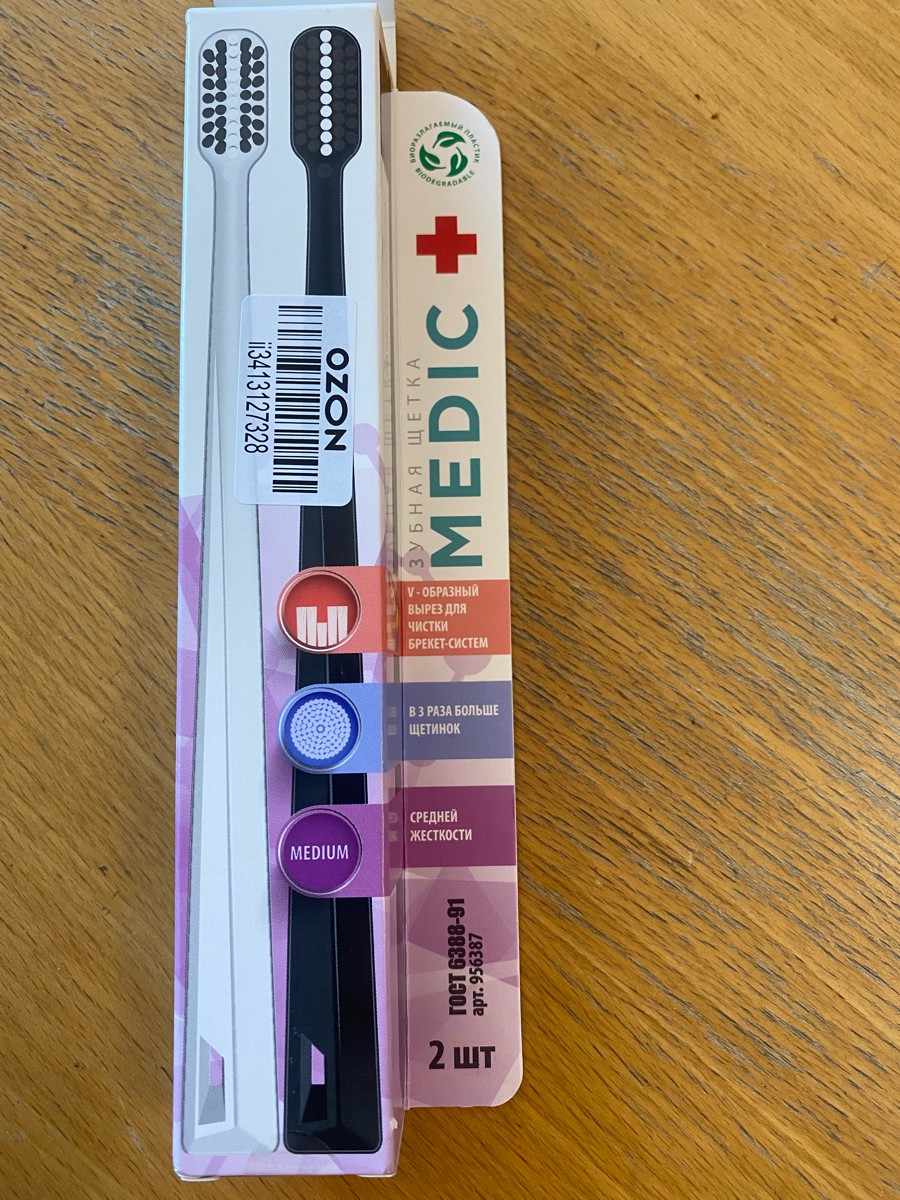 БИОРАЗЛАГАЕМЫЙ ПЛАСТИК
BIODEGRADABLE
ЗУБНАЯ ЩЕТКА
MEDIC
OZON
ii3413127328
V - ОБРАЗНЫЙ
ВЫРЕЗ ДЛЯ
ЧИСТКИ
БРЕКЕТ-СИСТЕМ
В 3 РАЗА БОЛЬШЕ
ЩЕТИНОК
MEDIUM
СРЕДНЕЙ
ЖЕСТКОСТИ
ГОСТ 6388-91
арт. 956387
2 шт